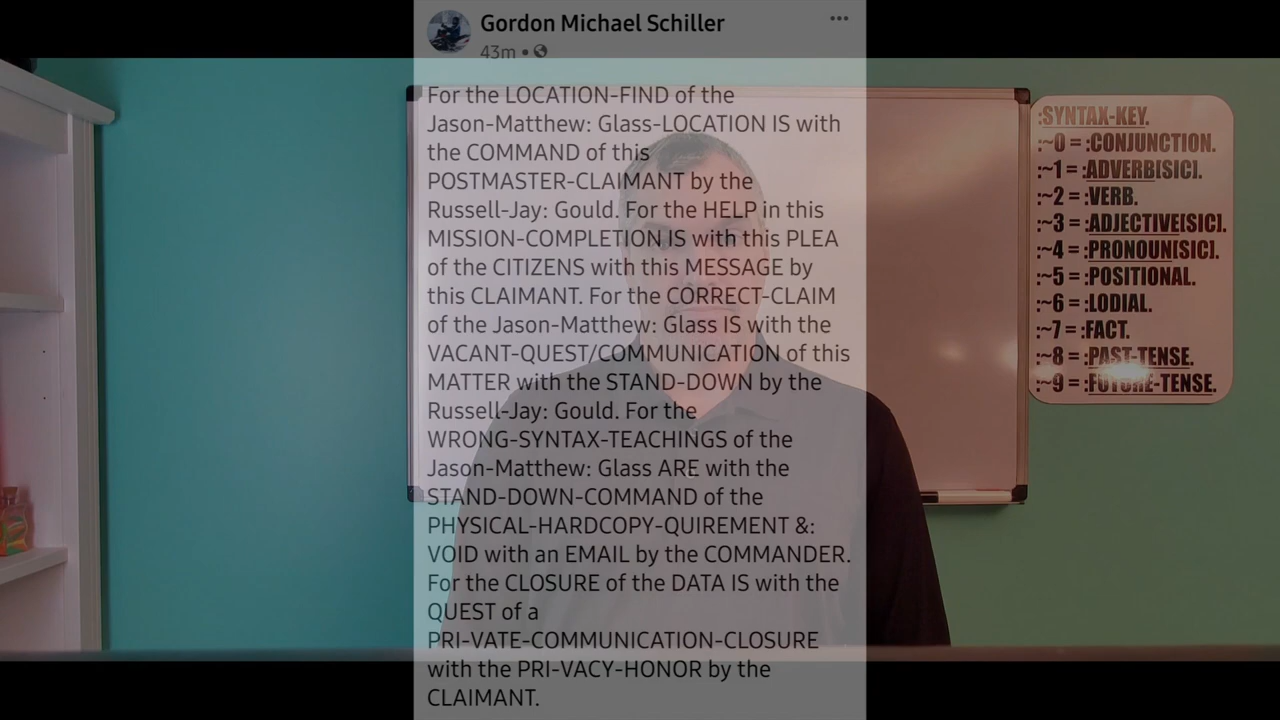 Gordon Michael Schiller
43m •
For the LOCATION-FIND of the
Jason-Matthew: Glass-LOCATION IS with
the COMMAND of this
POSTMASTER-CLAIMANT by the
Russell-Jay: Gould. For the HELP in this
MISSION-COMPLETION IS with this PLEA
of the CITIZENS with this MESSAGE by
this CLAIMANT. For the CORRECT-CLAIM
of the Jason-Matthew: Glass IS with the
VACANT-QUEST/COMMUNICATION of this
MATTER with the STAND-DOWN by the
Russell-Jay: Gould. For the
WRONG-SYNTAX-TEACHINGS of the
Jason-Matthew: Glass ARE with the
STAND-DOWN-COMMAND of the
PHYSICAL-HARDCOPY-QUIREMENT &:
VOID with an EMAIL by the COMMANDER.
For the CLOSURE of the DATA IS with the
QUEST of a
PRI-VATE-COMMUNICATION-CLOSURE
with the PRI-VACY-HONOR by the
CLAIMANT.
:SYNTAX-KEY.
:~0 = :CONJUNCTION.
:~1 = :ADVERB[SIC].
:~2 = :VERB.
:~3 = :ADJECTIVE[SIC].
:~4 = :PRONOUN[SIC].
:~5 = :POSITIONAL.
:~6 = :LODIAL.
:~7 = :FACT.
:~8 = :PAST-TENSE.
:~9 = :FUTURE-TENSE.